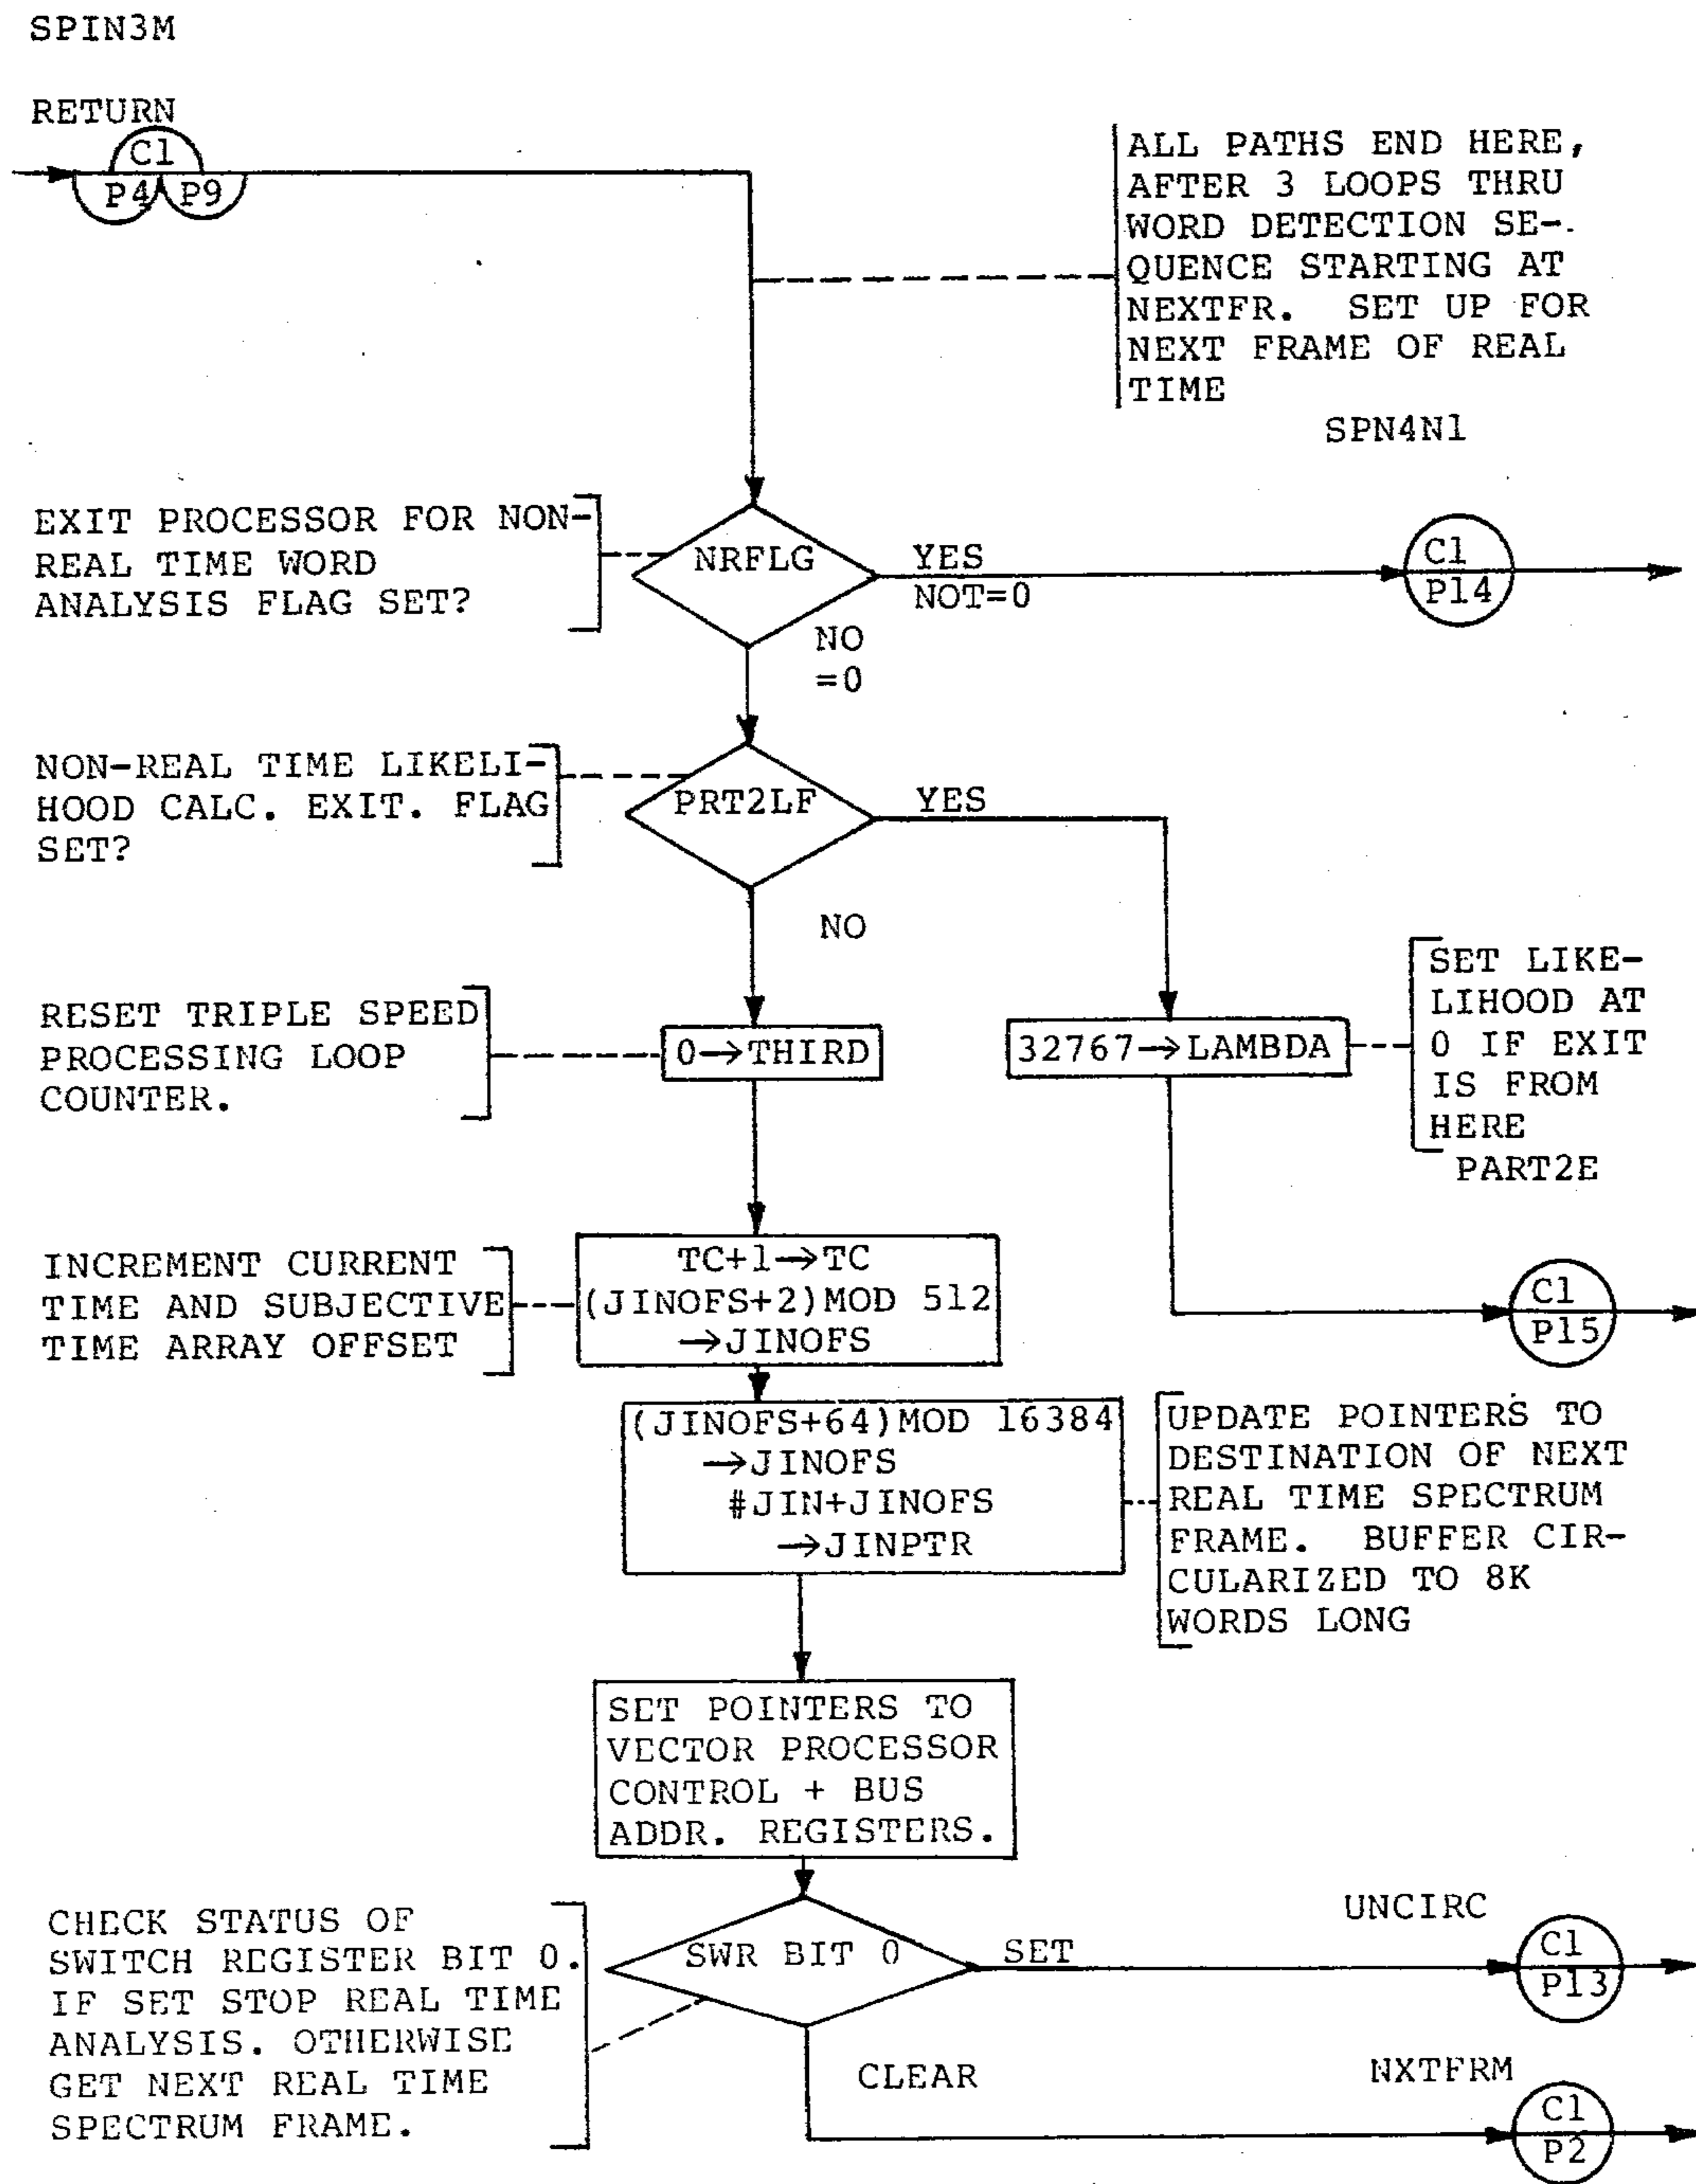 SPIN3M
RETURN
C1
P4 P9
ALL PATHS END HERE,
AFTER 3 LOOPS THRU
WORD DETECTION SE-
QUENCE STARTING AT
NEXTFR. SET UP FOR
NEXT FRAME OF REAL
TIME
SPN4N1
EXIT PROCESSOR FOR NON-
REAL TIME WORD
ANALYSIS FLAG SET?
NRFLG
YES
NOT=0
C1
P14
NO
=0
NON-REAL TIME LIKELI-
HOOD CALC. EXIT. FLAG
SET?
PRT2LF
YES
NO
RESET TRIPLE SPEED
PROCESSING LOOP
COUNTER.
0→THIRD
32767→LAMBDA
SET LIKE-
LIHOOD AT
0 IF EXIT
IS FROM
HERE
PART2E
C1
P15
INCREMENT CURRENT
TIME AND SUBJECTIVE
TIME ARRAY OFFSET
TC+1→TC
(JINOFS+2)MOD 512
→JINOFS
(JINOFS+64)MOD 16384
→JINOFS
#JIN+JINOFS
→JINPTR
UPDATE POINTERS TO
DESTINATION OF NEXT
REAL TIME SPECTRUM
FRAME. BUFFER CIR-
CULARIZED TO 8K
WORDS LONG
SET POINTERS TO
VECTOR PROCESSOR
CONTROL + BUS
ADDR. REGISTERS.
CHECK STATUS OF
SWITCH REGISTER BIT 0.
IF SET STOP REAL TIME
ANALYSIS. OTHERWISE
GET NEXT REAL TIME
SPECTRUM FRAME.
SWR BIT 0
SET
UNCIRC
C1
P13
CLEAR
NXTFRM
C1
P2